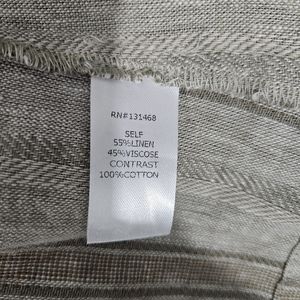 RN#131468
SELF
55%LINEN
45%VISCOSE
CONTRAST
100%COTTON